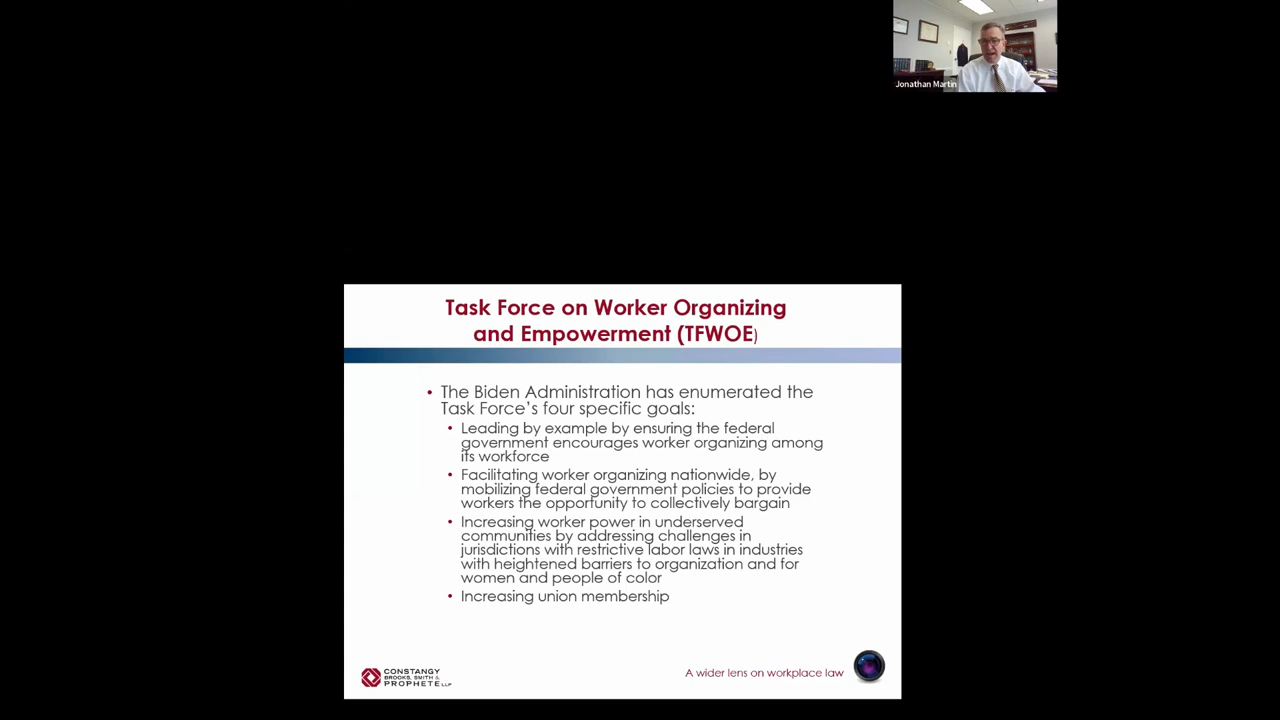 Jonathan Martin
Task Force on Worker Organizing
and Empowerment (TFWOE)
• The Biden Administration has enumerated the
Task Force's four specific goals:
• Leading by example by ensuring the federal
government encourages worker organizing among
its workforce
• Facilitating worker organizing nationwide, by
mobilizing federal government policies to provide
workers the opportunity to collectively bargain
• Increasing worker power in underserved
communities by addressing challenges in
jurisdictions with restrictive labor laws in industries
with heightened barriers to organization and for
women and people of color
• Increasing union membership
CONSTANGY
BROOKS, SMITH &
PROPHETE LLP
A wider lens on workplace law